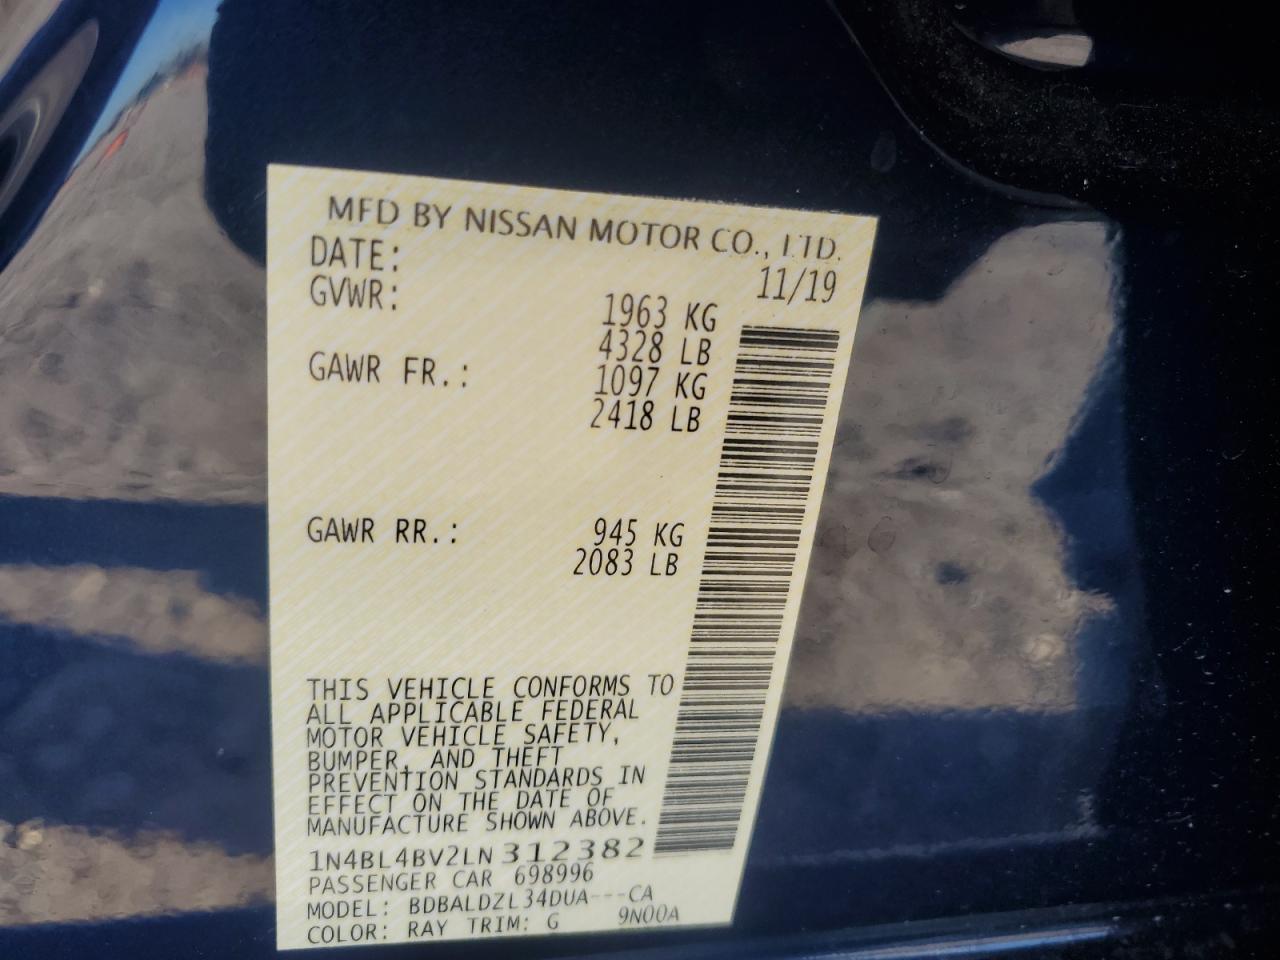 MFD BY NISSAN MOTOR CO., LTD.
DATE: 11/19
GVWR: 1963 KG
4328 LB
GAWR FR.: 1097 KG
2418 LB
GAWR RR.: 945 KG
2083 LB
THIS VEHICLE CONFORMS TO
ALL APPLICABLE FEDERAL
MOTOR VEHICLE SAFETY,
BUMPER, AND THEFT
PREVENTION STANDARDS IN
EFFECT ON THE DATE OF
MANUFACTURE SHOWN ABOVE.
1N4BL4BV2LN312382
PASSENGER CAR 698996
MODEL: BDBALDZL34DUA---CA
COLOR: RAY TRIM: G 9N00A